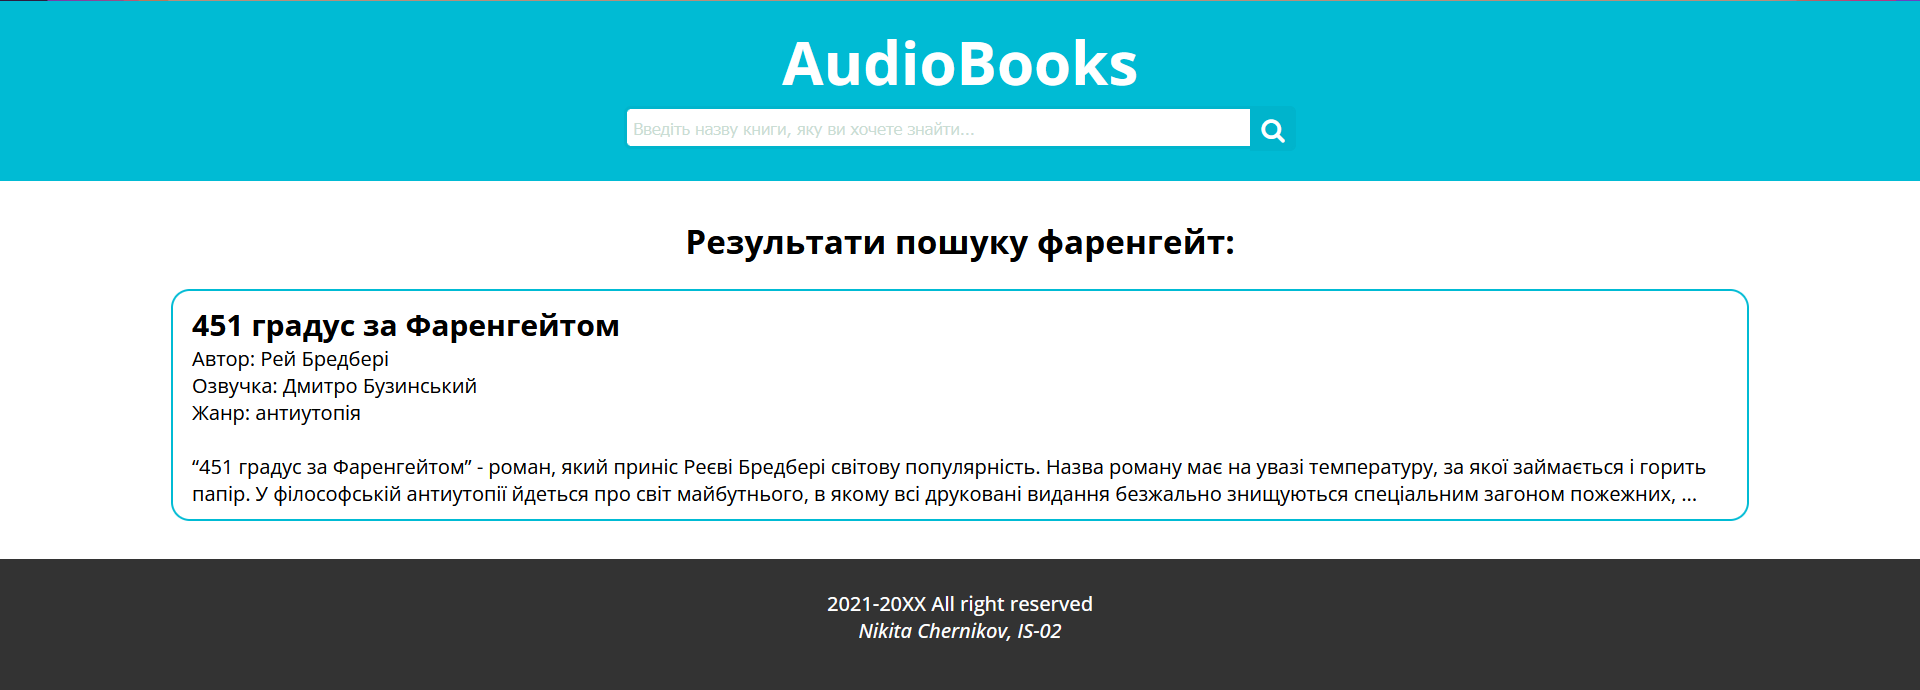 AudioBooks
Введіть назву книги, яку ви хочете знайти...
Результати пошуку фаренгейт:
451 градус за Фаренгейтом
Автор: Рей Бредбері
Озвучка: Дмитро Бузинський
Жанр: антиутопія
“451 градус за Фаренгейтом” - роман, який приніс Реєві Бредбері світову популярність. Назва роману має на увазі температуру, за якої займається і горить
папір. У філософській антиутопії йдеться про світ майбутнього, в якому всі друковані видання безжально знищуються спеціальним загоном пожежних, ...
2021-20XX All right reserved
Nikita Chernikov, IS-02